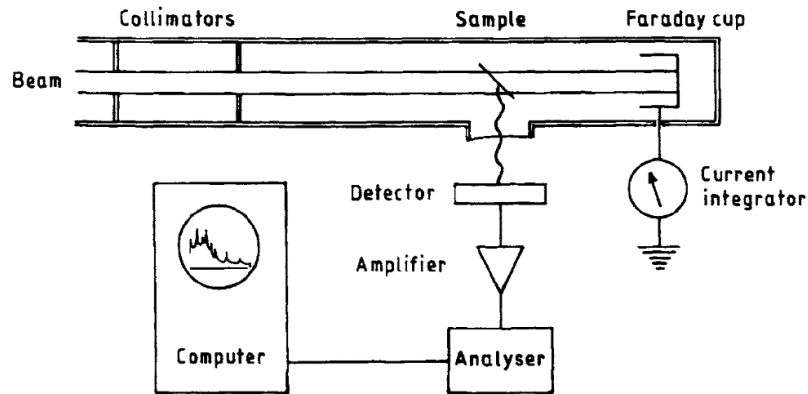 Collimators
Sample
Faraday cup
Beam
Detector
Current
integrator
Amplifier
Computer
Analyser